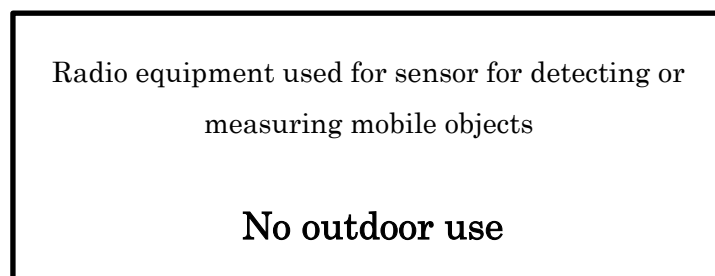 Radio equipment used for sensor for detecting or
measuring mobile objects
No outdoor use